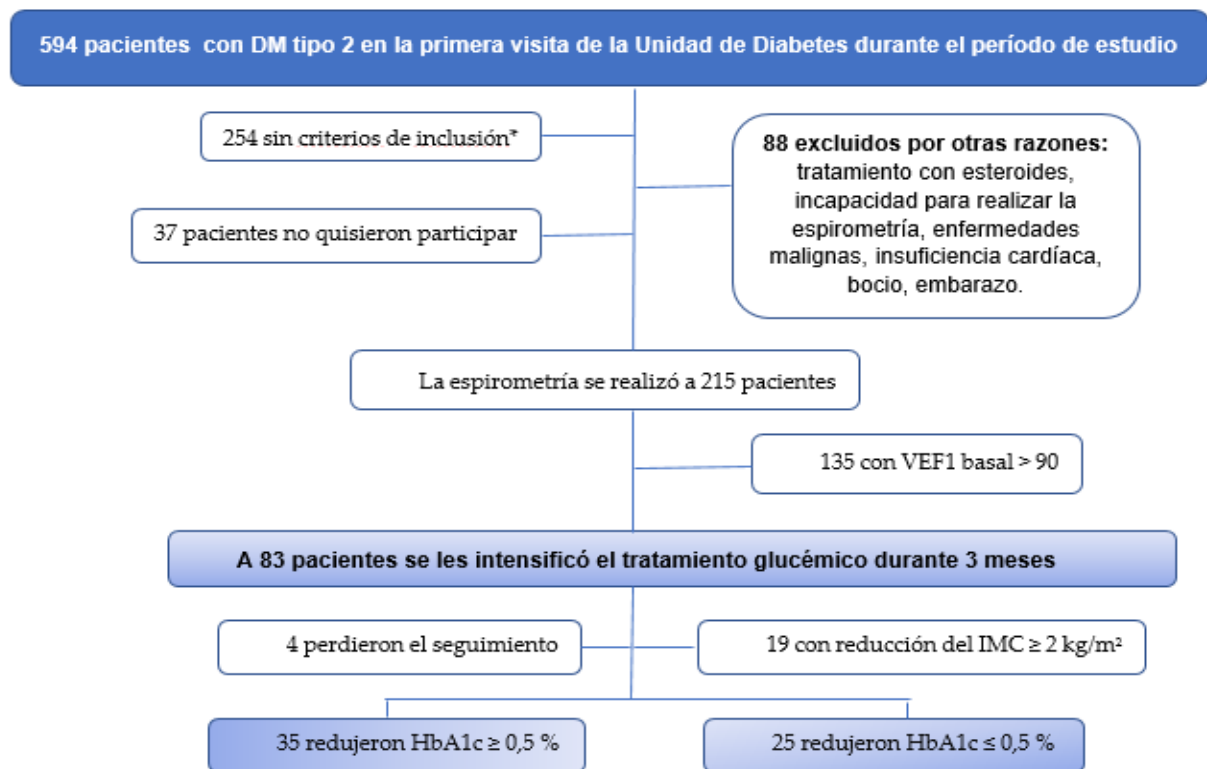 594 pacientes con DM tipo 2 en la primera visita de la Unidad de Diabetes durante el período de estudio
254 sin criterios de inclusión*
88 excluidos por otras razones:
tratamiento con esteroides,
incapacidad para realizar la
espirometría, enfermedades
malignas, insuficiencia cardíaca,
bocio, embarazo.
37 pacientes no quisieron participar
La espirometría se realizó a 215 pacientes
135 con VEF1 basal > 90
A 83 pacientes se les intensificó el tratamiento glucémico durante 3 meses
4 perdieron el seguimiento
19 con reducción del IMC ≥ 2 kg/m²
35 redujeron HbA1c ≥ 0,5 %
25 redujeron HbA1c ≤ 0,5 %